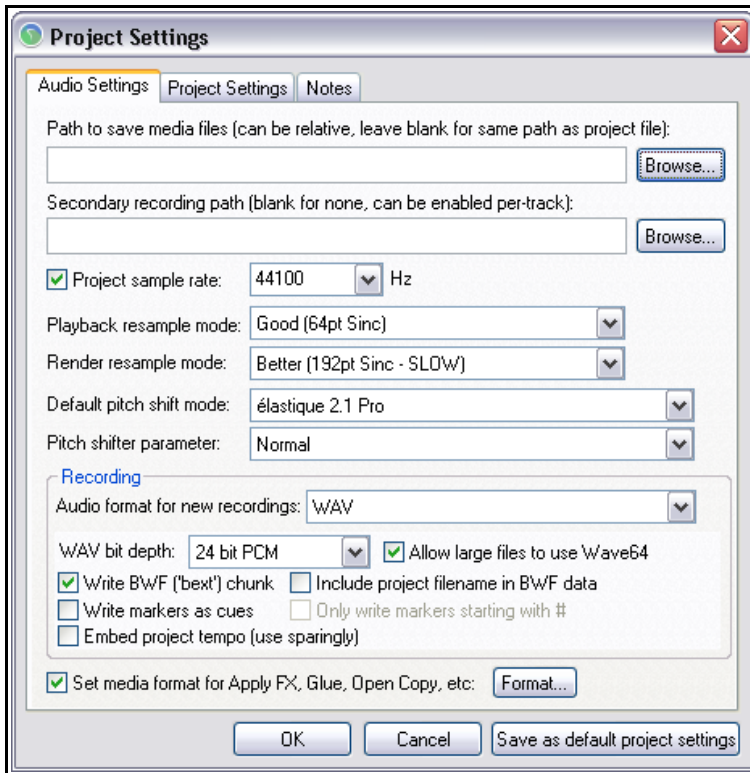 Project Settings
Audio Settings Project Settings Notes
Path to save media files (can be relative, leave blank for same path as project file):
Browse...
Secondary recording path (blank for none, can be enabled per-track):
Browse...
Project sample rate: 44100 Hz
Playback resample mode: Good (64pt Sinc)
Render resample mode: Better (192pt Sinc - SLOW)
Default pitch shift mode: élastique 2.1 Pro
Pitch shifter parameter: Normal
Recording
Audio format for new recordings: WAV
WAV bit depth: 24 bit PCM Allow large files to use Wave64
Write BWF ('bext') chunk Include project filename in BWF data
Write markers as cues Only write markers starting with #
Embed project tempo (use sparingly)
Set media format for Apply FX, Glue, Open Copy, etc: Format...
OK Cancel Save as default project settings